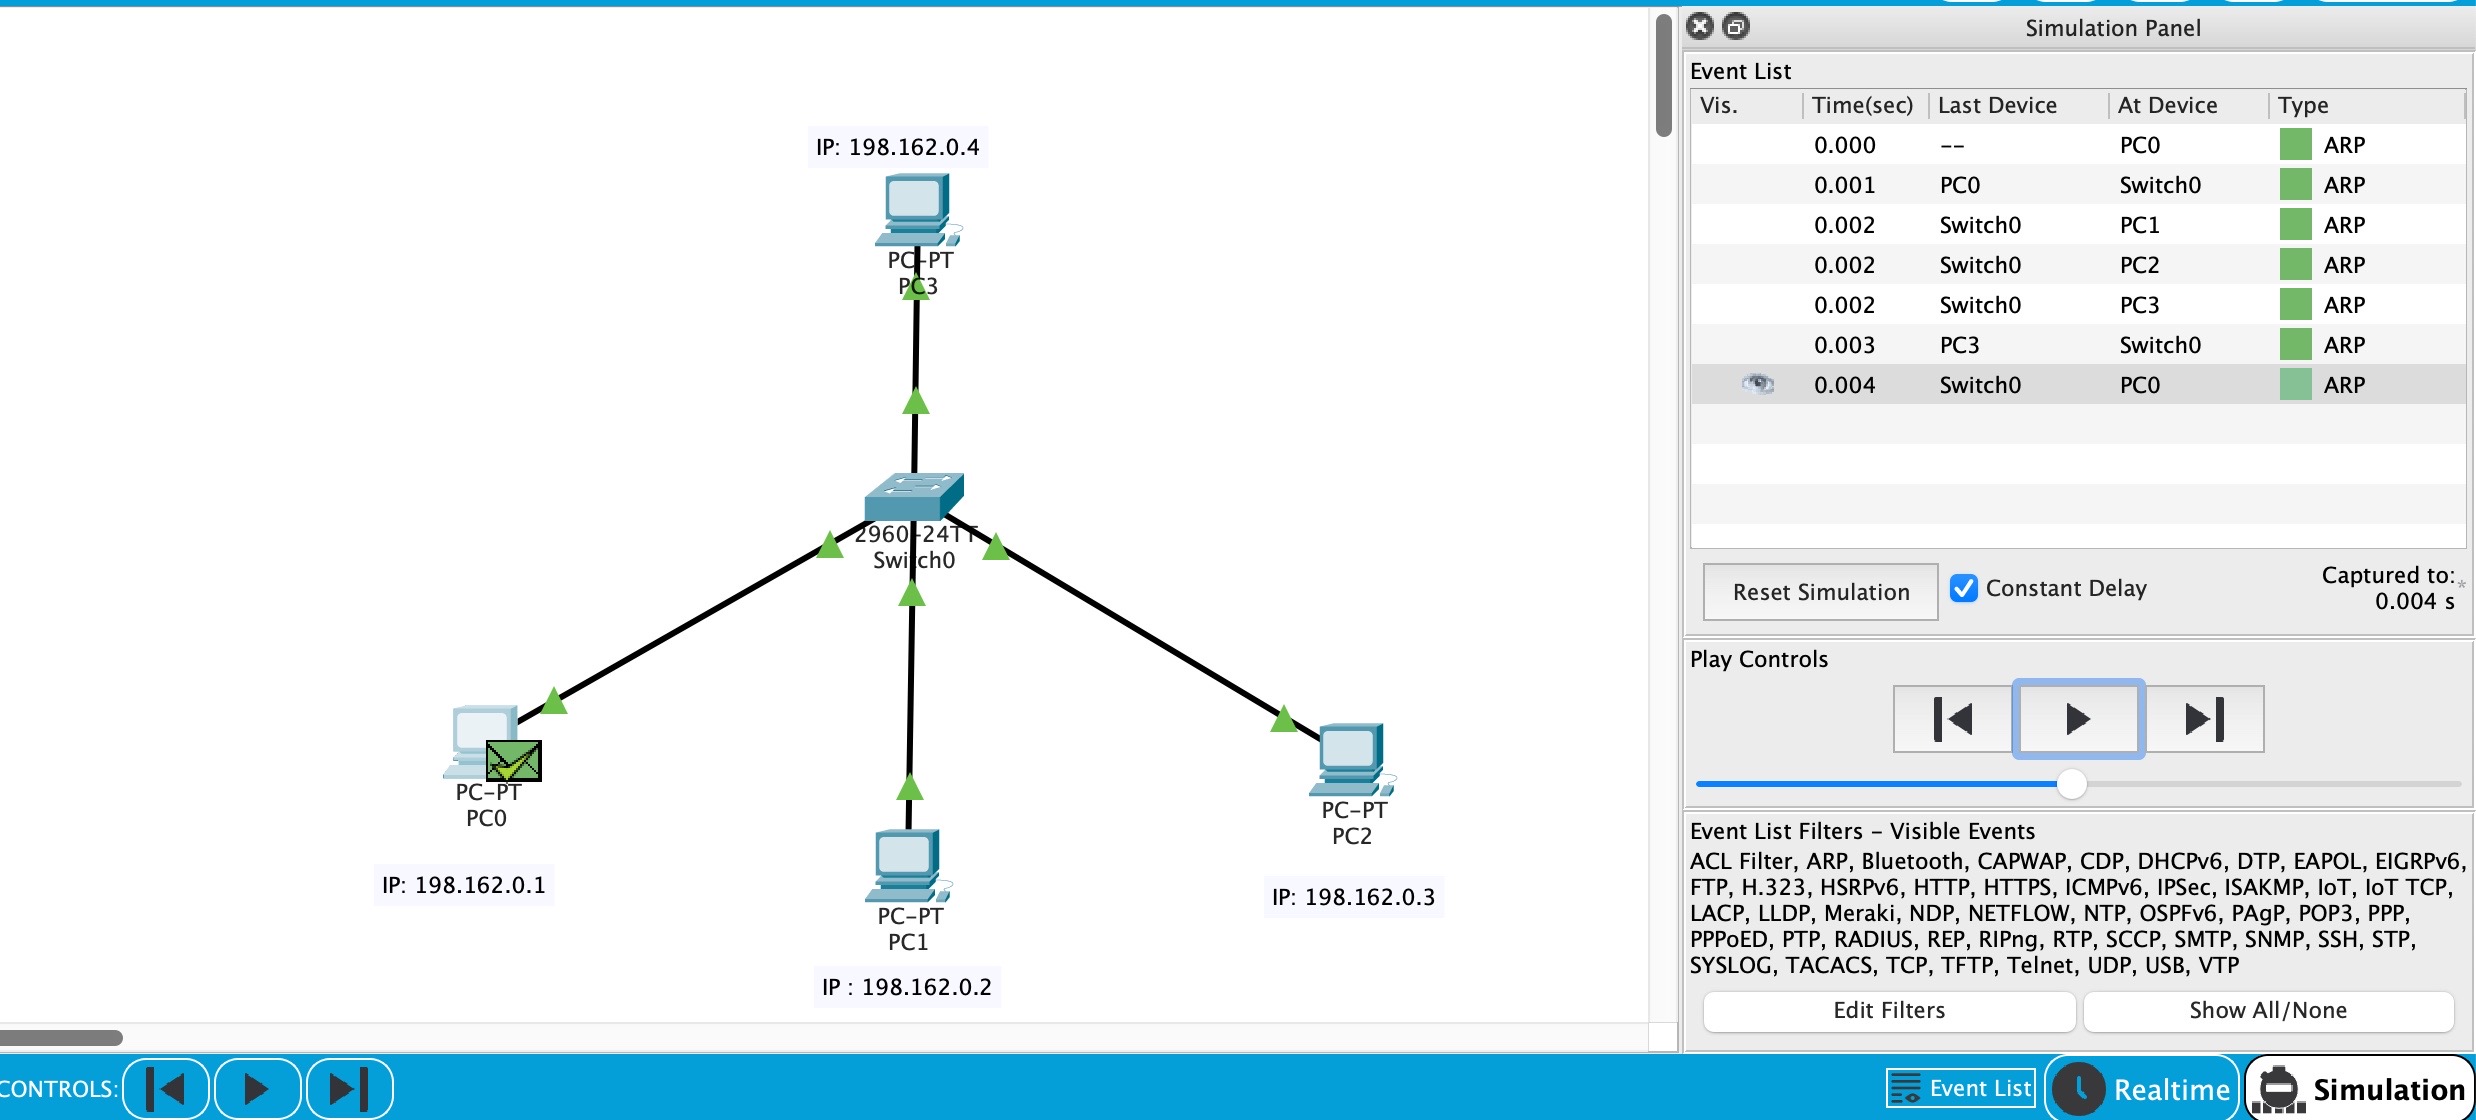 IP: 198.162.0.4
PC-PT
PC3
2960-24TT
Switch0
PC-PT
PC0
IP: 198.162.0.1
PC-PT
PC1
IP : 198.162.0.2
PC-PT
PC2
IP: 198.162.0.3
Simulation Panel
Event List
Vis. Time(sec) Last Device At Device Type
0.000 -- PC0 ARP
0.001 PC0 Switch0 ARP
0.002 Switch0 PC1 ARP
0.002 Switch0 PC2 ARP
0.002 Switch0 PC3 ARP
0.003 PC3 Switch0 ARP
0.004 Switch0 PC0 ARP
Reset Simulation
Constant Delay
Captured to: *
0.004 s
Play Controls
Event List Filters - Visible Events
ACL Filter, ARP, Bluetooth, CAPWAP, CDP, DHCPv6, DTP, EAPOL, EIGRPv6,
FTP, H.323, HSRPv6, HTTP, HTTPS, ICMPv6, IPSec, ISAKMP, IoT, IoT TCP,
LACP, LLDP, Meraki, NDP, NETFLOW, NTP, OSPFv6, PAgP, POP3, PPP,
PPPoED, PTP, RADIUS, REP, RIPng, RTP, SCCP, SMTP, SNMP, SSH, STP,
SYSLOG, TACACS, TCP, TFTP, Telnet, UDP, USB, VTP
Edit Filters
Show All/None
CONTROLS:
Event List
Realtime
Simulation